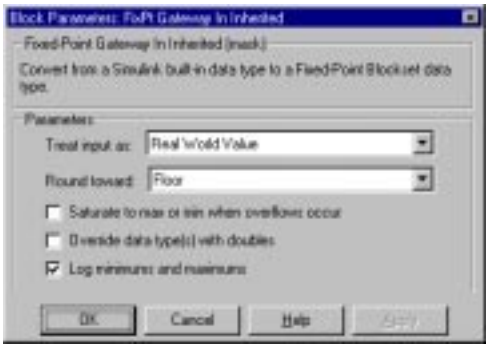 Block Parameters: FixPt Gateway In Inherited
Fixed-Point Gateway In Inherited (mask)
Convert from a Simulink built-in data type to a Fixed-Point Blockset data
type.
Parameters
Treat input as: Real World Value
Round toward: Floor
Saturate to max or min when overflows occur
Override data type(s) with doubles
Log minimums and maximums
OK Cancel Help Apply